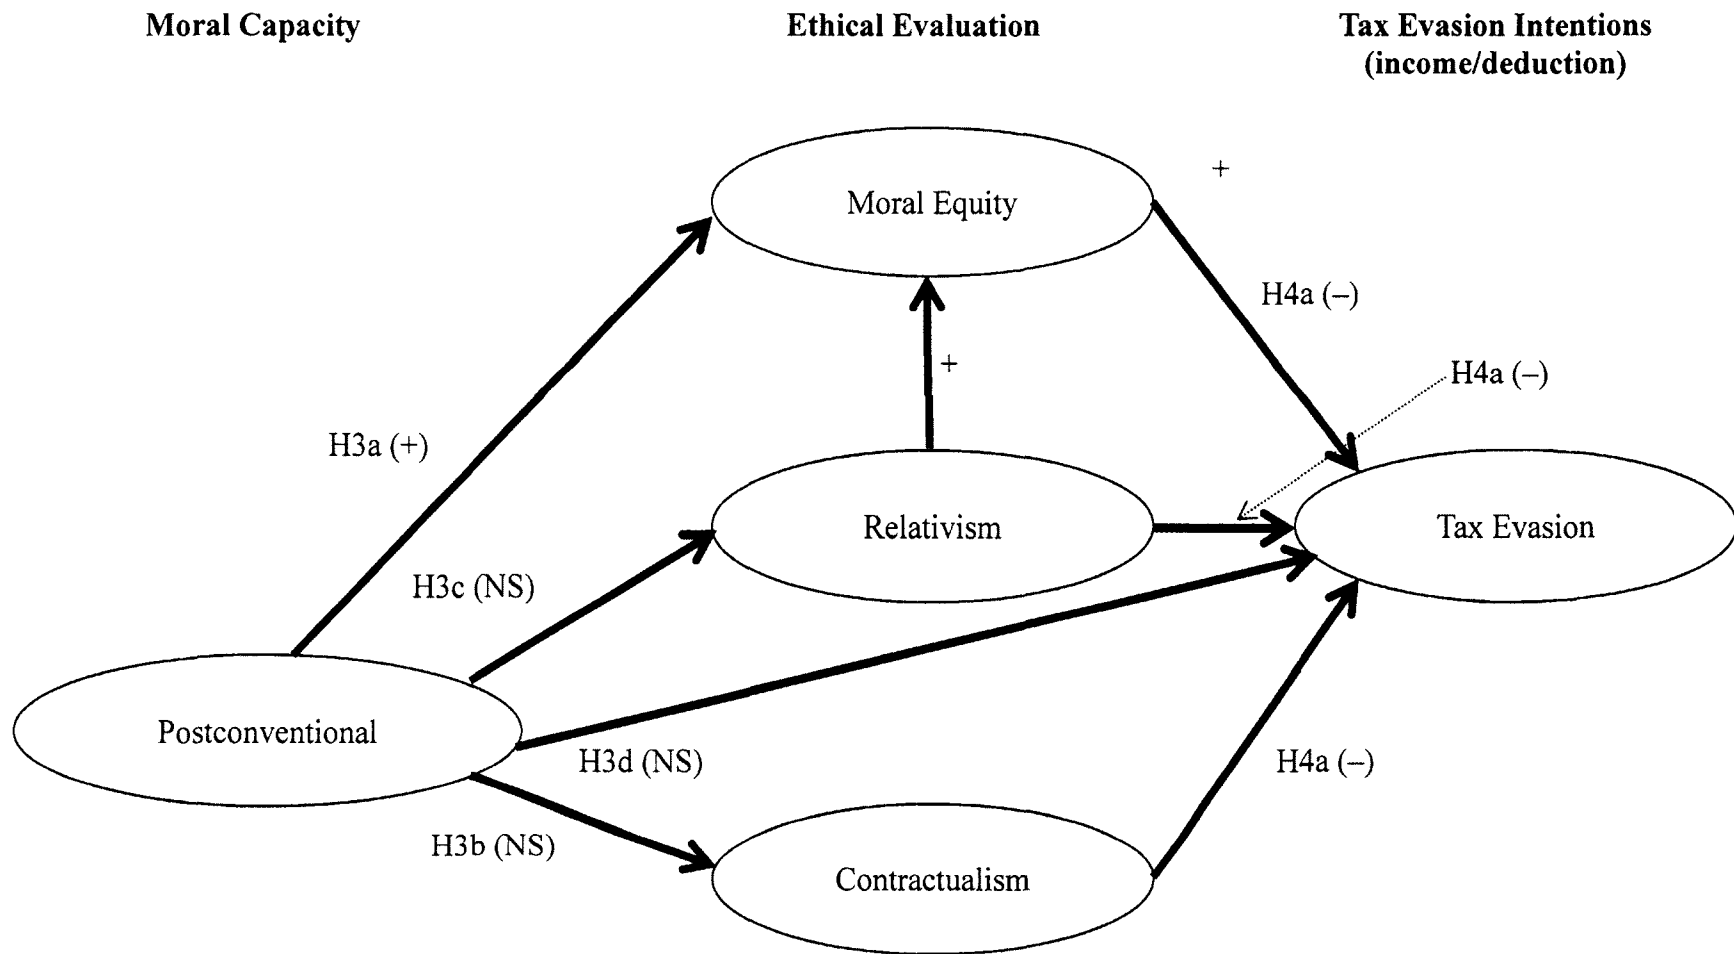 Moral Capacity
Ethical Evaluation
Tax Evasion Intentions
(income/deduction)
+
Moral Equity
H4a (–)
+
H4a (–)
H3a (+)
Relativism
Tax Evasion
H3c (NS)
Postconventional
H3d (NS)
H4a (–)
H3b (NS)
Contractualism